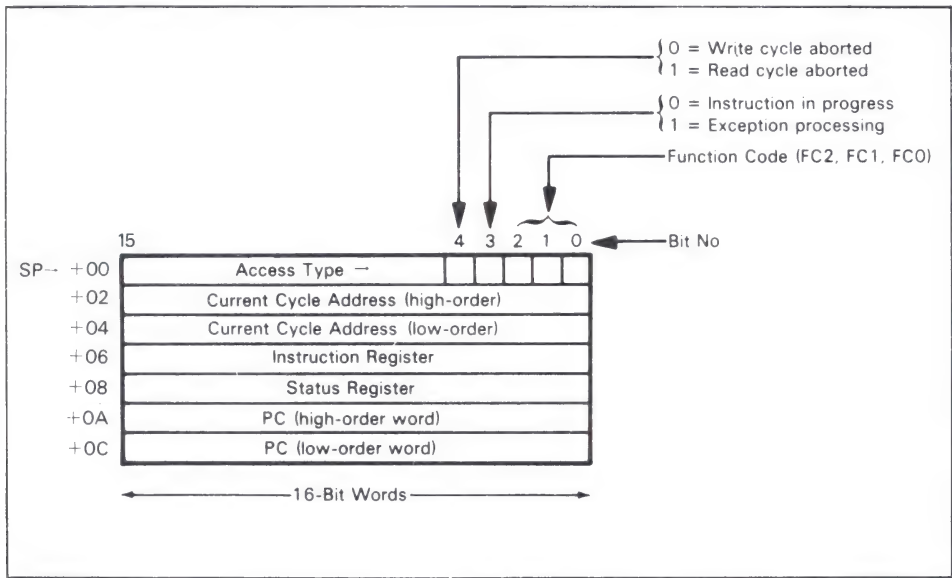 0 = Write cycle aborted
1 = Read cycle aborted
0 = Instruction in progress
1 = Exception processing
Function Code (FC2, FC1, FC0)
15 4 3 2 1 0 Bit No
SP→ +00 Access Type →
+02 Current Cycle Address (high-order)
+04 Current Cycle Address (low-order)
+06 Instruction Register
+08 Status Register
+0A PC (high-order word)
+0C PC (low-order word)
16-Bit Words